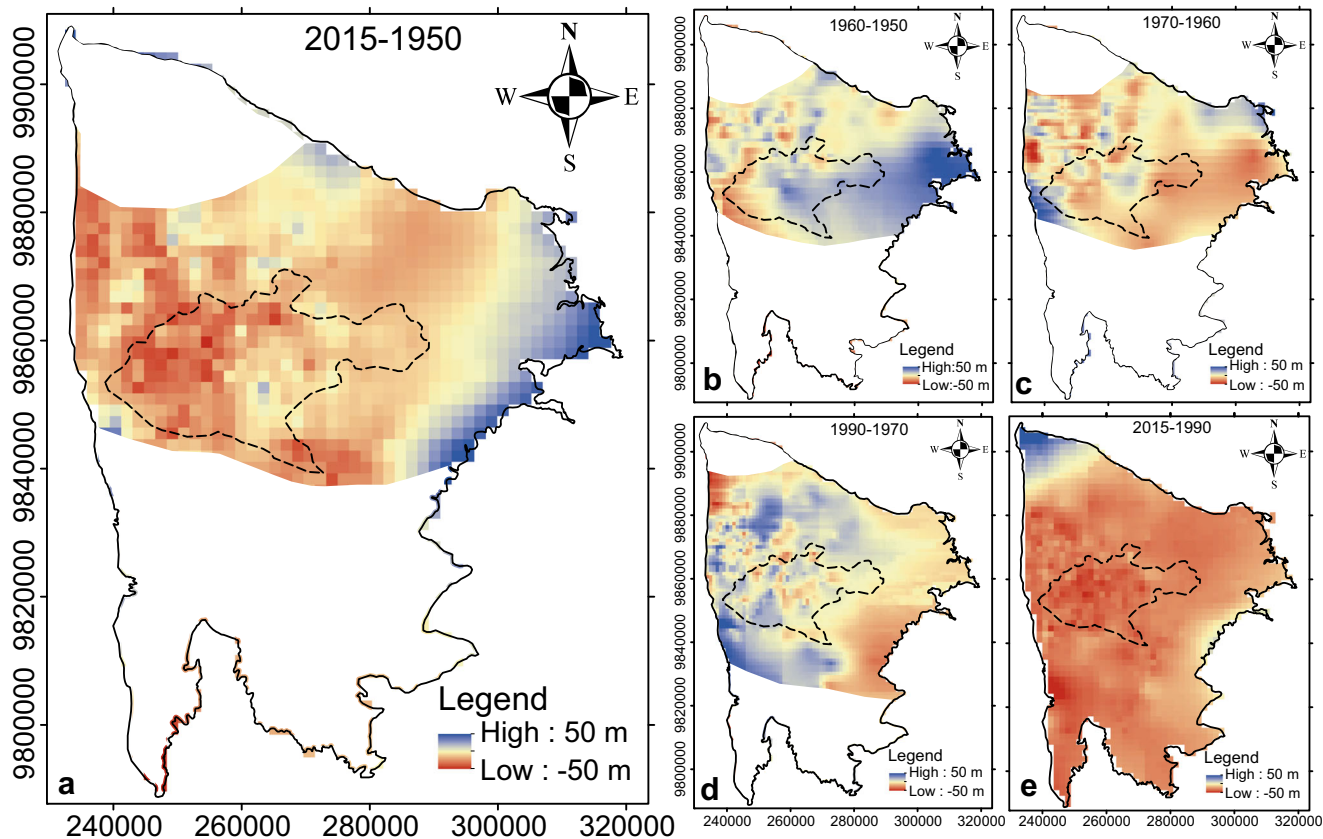 2015-1950
N
W E
S
9900000
9880000
9860000
9840000
9820000
9800000
Legend
High : 50 m
Low : -50 m
a
240000 260000 280000 300000 320000
1960-1950
N
W E
S
9900000
9880000
9860000
9840000
9820000
9800000
Legend
High:50 m
Low:-50 m
b
1970-1960
N
W E
S
Legend
High:50 m
Low: -50 m
c
1990-1970
N
W E
S
9900000
9880000
9860000
9840000
9820000
9800000
Legend
High : 50 m
Low : -50 m
d
240000 260000 280000 300000 320000
2015-1990
N
W E
S
Legend
High : 50 m
Low : -50 m
e
240000 260000 280000 300000 320000